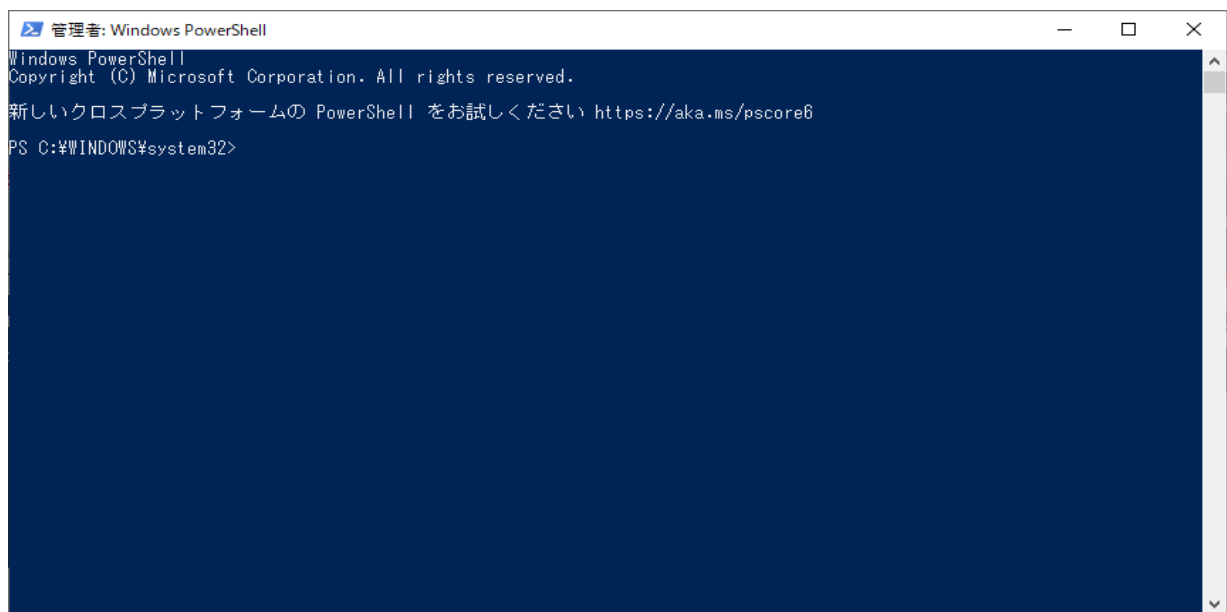 管理者: Windows PowerShell
Windows PowerShell
Copyright (C) Microsoft Corporation. All rights reserved.
新しいクロスプラットフォームの PowerShell をお試しください https://aka.ms/pscore6
PS C:¥WINDOWS¥system32>